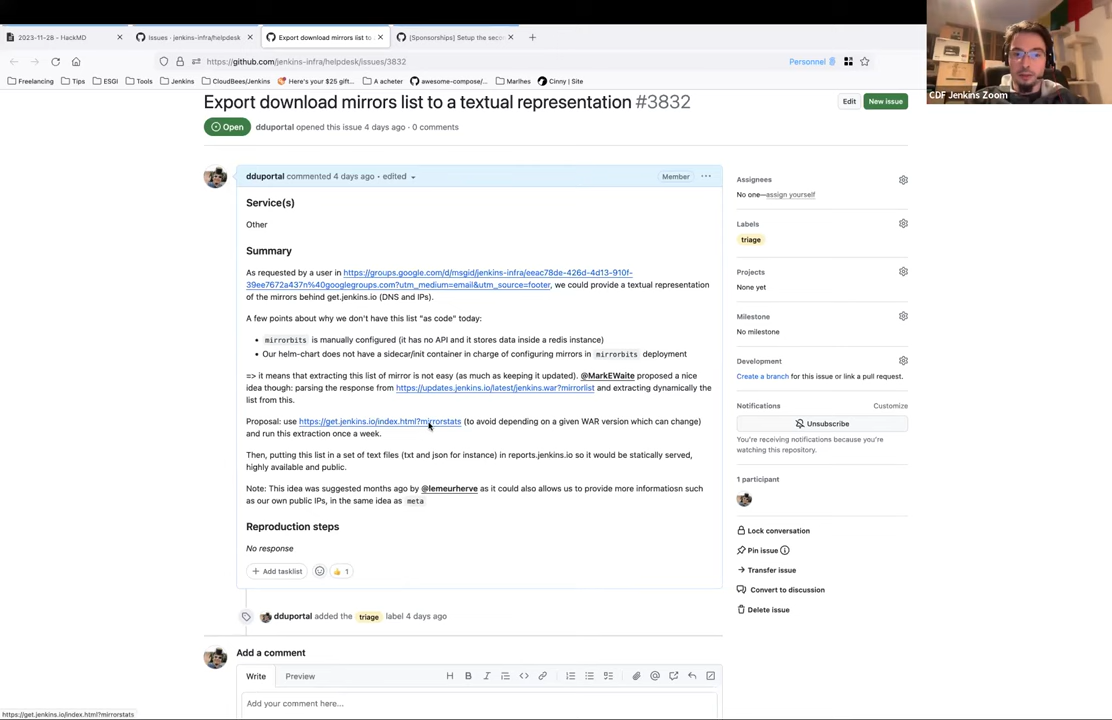 2023-11-28 - HackMD
Issues · jenkins-infra/helpdesk
Export download mirrors list to
[Sponsorships] Setup the seco
https://github.com/jenkins-infra/helpdesk/issues/3832
Personnel
Freelancing
Tips
ESGI
Tools
Jenkins
CloudBees/Jenkins
Here's your $25 gift...
A acheter
awesome-compose/...
Marlhes
Cinny | Site
CDF Jenkins Zoom
Export download mirrors list to a textual representation #3832
Edit
New issue
Open
dduportal opened this issue 4 days ago · 0 comments
dduportal commented 4 days ago • edited
Member
Service(s)
Other
Summary
As requested by a user in https://groups.google.com/d/msgid/jenkins-infra/eeac78de-426d-4d13-910f-
39ee7672a437n%40googlegroups.com?utm_medium=email&utm_source=footer, we could provide a textual representation
of the mirrors behind get.jenkins.io (DNS and IPs).
A few points about why we don't have this list "as code" today:
• mirrorbits is manually configured (it has no API and it stores data inside a redis instance)
• Our helm-chart does not have a sidecar/init container in charge of configuring mirrors in mirrorbits deployment
=> it means that extracting this list of mirror is not easy (as much as keeping it updated). @MarkEWaite proposed a nice
idea though: parsing the response from https://updates.jenkins.io/latest/jenkins.war?mirrorlist and extracting dynamically the
list from this.
Proposal: use https://get.jenkins.io/index.html?mirrorstats (to avoid depending on a given WAR version which can change)
and run this extraction once a week.
Then, putting this list in a set of text files (txt and json for instance) in reports.jenkins.io so it would be statically served,
highly available and public.
Note: This idea was suggested months ago by @lemeurherve as it could also allows us to provide more informatiosn such
as our own public IPs, in the same idea as meta
Reproduction steps
No response
Add tasklist
1
dduportal added the triage label 4 days ago
Add a comment
Write
Preview
Add your comment here...
Assignees
No one—assign yourself
Labels
triage
Projects
None yet
Milestone
No milestone
Development
Create a branch for this issue or link a pull request.
Notifications
Customize
Unsubscribe
You're receiving notifications because you're
watching this repository.
1 participant
Lock conversation
Pin issue
Transfer issue
Convert to discussion
Delete issue
https://get.jenkins.io/index.html?mirrorstats